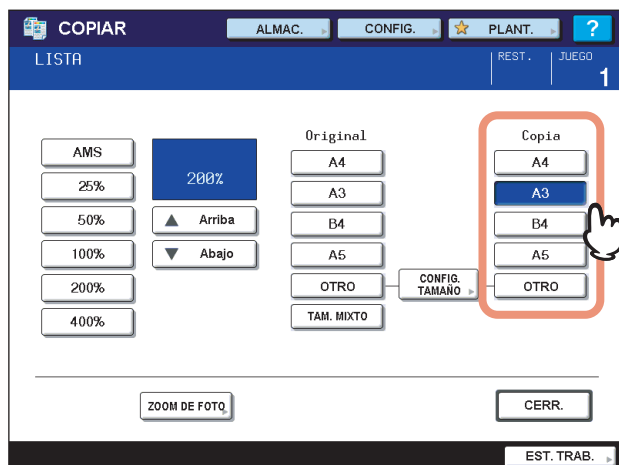 COPIAR
ALMAC.
CONFIG.
PLANT.
?
LISTA
REST.
JUEGO
1
AMS
25%
50%
100%
200%
400%
200%
Arriba
Abajo
Original
A4
A3
B4
A5
OTRO
TAM. MIXTO
CONFIG.
TAMAÑO
Copia
A4
A3
B4
A5
OTRO
ZOOM DE FOTO
CERR.
EST. TRAB.